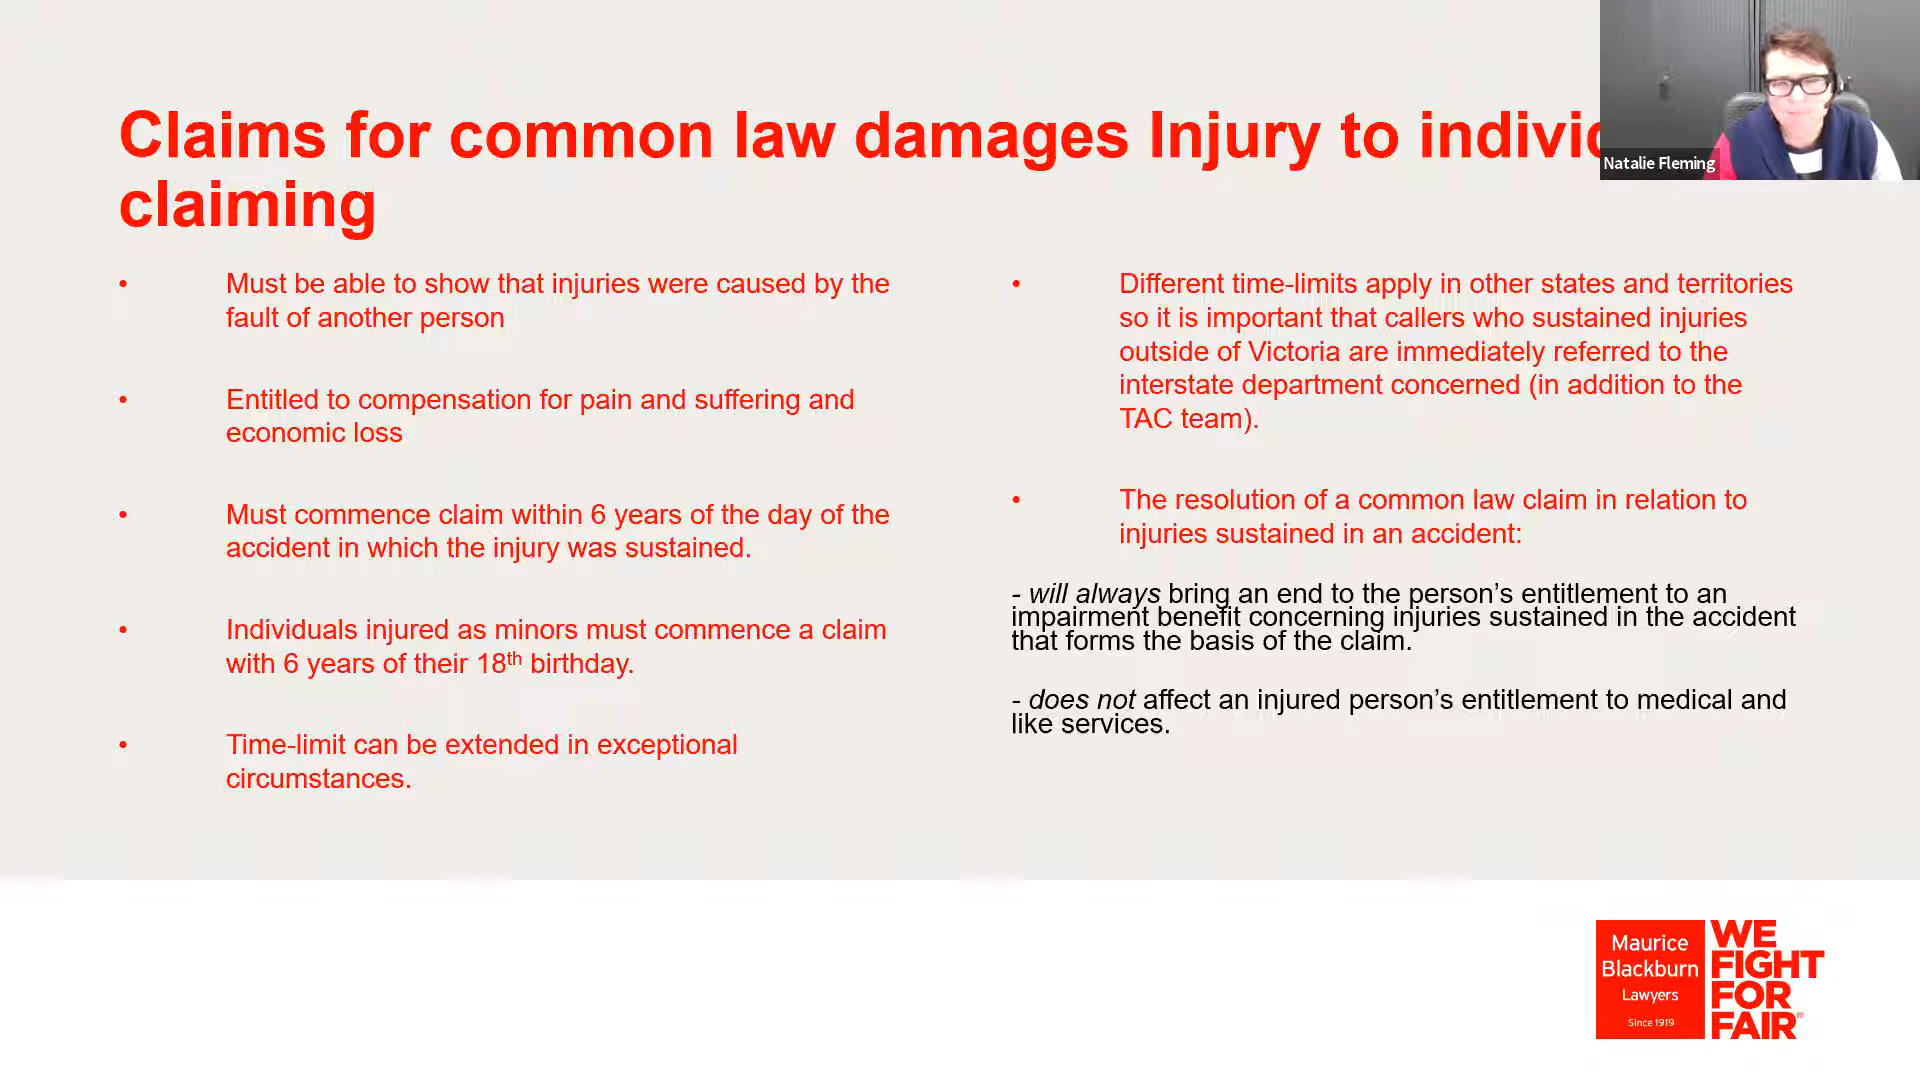 Claims for common law damages Injury to indivi
claiming
Natalie Fleming
• Must be able to show that injuries were caused by the
fault of another person
• Entitled to compensation for pain and suffering and
economic loss
• Must commence claim within 6 years of the day of the
accident in which the injury was sustained.
• Individuals injured as minors must commence a claim
with 6 years of their 18th birthday.
• Time-limit can be extended in exceptional
circumstances.
• Different time-limits apply in other states and territories
so it is important that callers who sustained injuries
outside of Victoria are immediately referred to the
interstate department concerned (in addition to the
TAC team).
• The resolution of a common law claim in relation to
injuries sustained in an accident:
- will always bring an end to the person’s entitlement to an
impairment benefit concerning injuries sustained in the accident
that forms the basis of the claim.
- does not affect an injured person’s entitlement to medical and
like services.
Maurice
Blackburn
Lawyers
Since 1919
WE
FIGHT
FOR
FAIR®